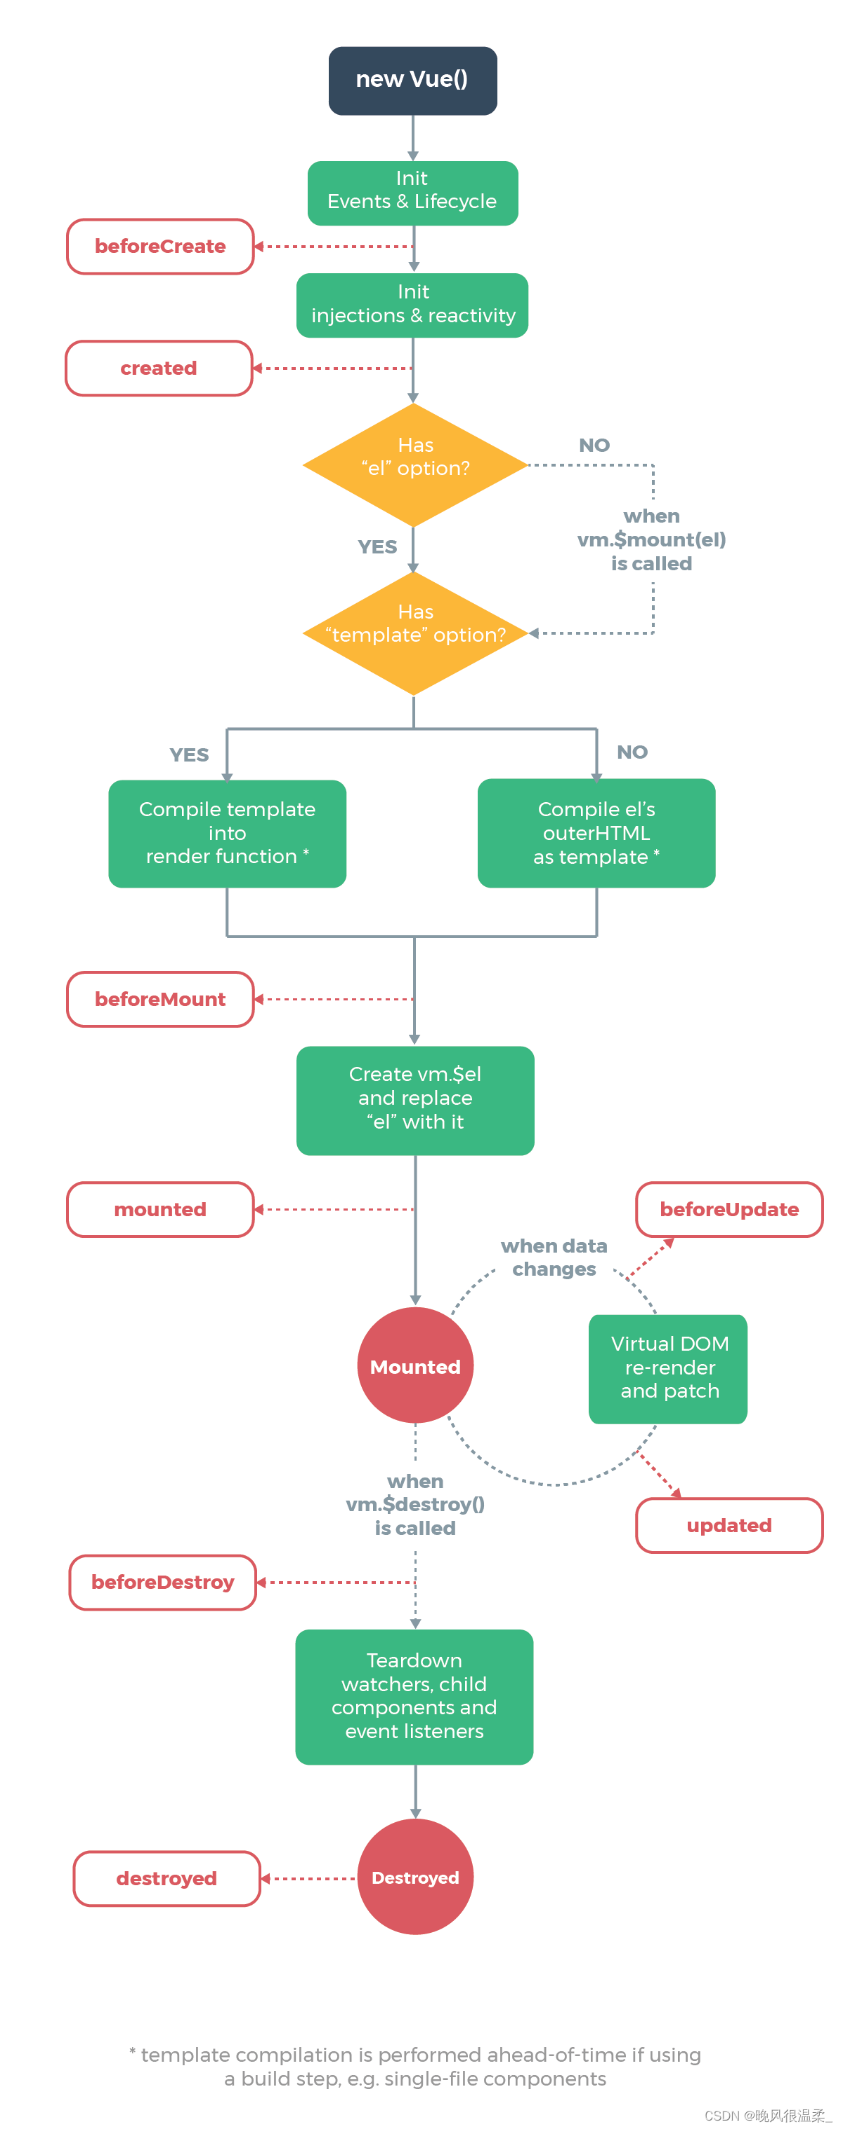 new Vue()
Init
Events & Lifecycle
beforeCreate
Init
injections & reactivity
created
Has
“el” option?
NO
when
vm.$mount(el)
is called
YES
Has
“template” option?
YES
NO
Compile template
into
render function *
Compile el’s
outerHTML
as template *
beforeMount
Create vm.$el
and replace
“el” with it
mounted
beforeUpdate
when data
changes
Mounted
Virtual DOM
re-render
and patch
when
vm.$destroy()
is called
updated
beforeDestroy
Teardown
watchers, child
components and
event listeners
destroyed
Destroyed
* template compilation is performed ahead-of-time if using
a build step, e.g. single-file components
CSDN @晚风很温柔_